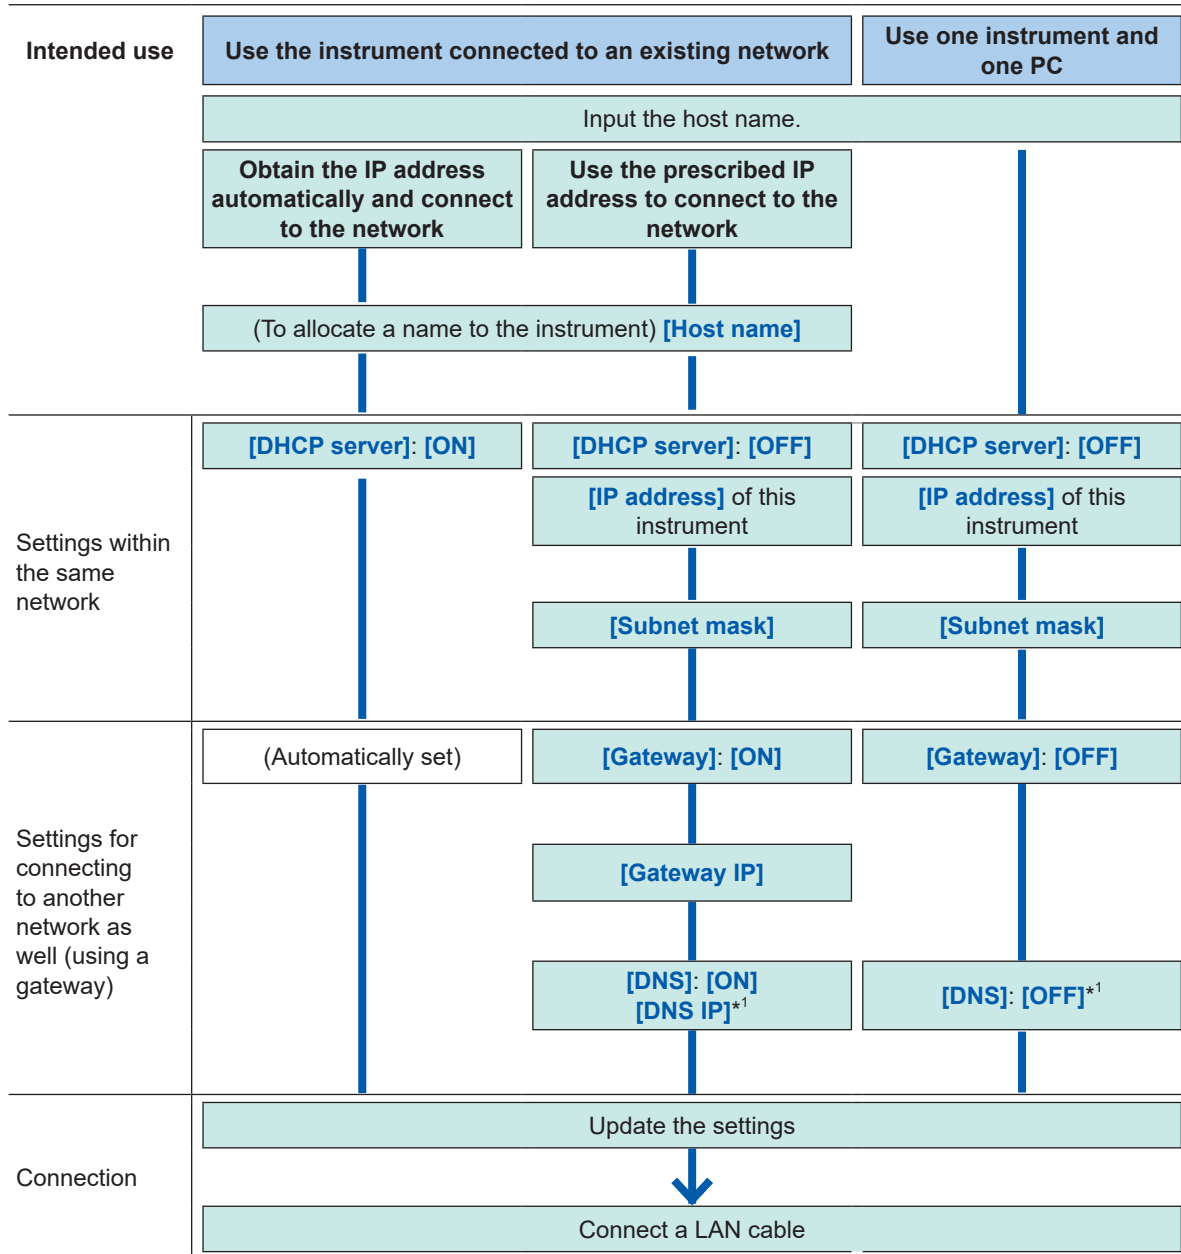 Intended use
Use the instrument connected to an existing network
Use one instrument and
one PC
Input the host name.
Obtain the IP address
automatically and connect
to the network
Use the prescribed IP
address to connect to the
network
(To allocate a name to the instrument) [Host name]
Settings within
the same
network
[DHCP server]: [ON]
[DHCP server]: [OFF]
[DHCP server]: [OFF]
[IP address] of this
instrument
[IP address] of this
instrument
[Subnet mask]
[Subnet mask]
Settings for
connecting
to another
network as
well (using a
gateway)
(Automatically set)
[Gateway]: [ON]
[Gateway]: [OFF]
[Gateway IP]
[DNS]: [ON]
[DNS IP]*1
[DNS]: [OFF]*1
Connection
Update the settings
Connect a LAN cable